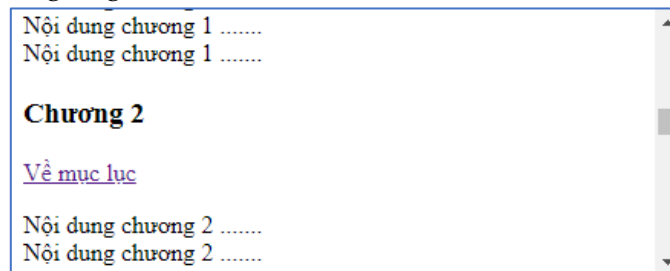 Nội dung chương 1 .......
Nội dung chương 1 .......
Chương 2
Về mục lục
Nội dung chương 2 .......
Nội dung chương 2 .......